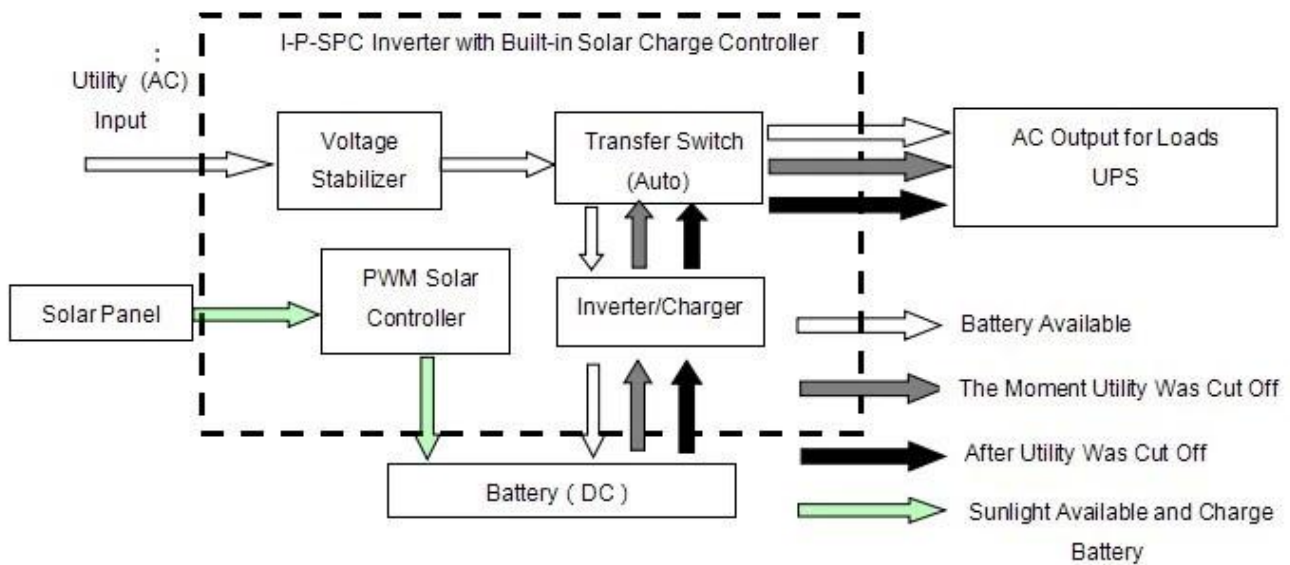 I-P-SPC Inverter with Built-in Solar Charge Controller
:
Utility (AC)
Input
Voltage
Stabilizer
Transfer Switch
(Auto)
AC Output for Loads
UPS
Solar Panel
PWM Solar
Controller
Inverter/Charger
Battery ( DC )
Battery Available
The Moment Utility Was Cut Off
After Utility Was Cut Off
Sunlight Available and Charge
Battery